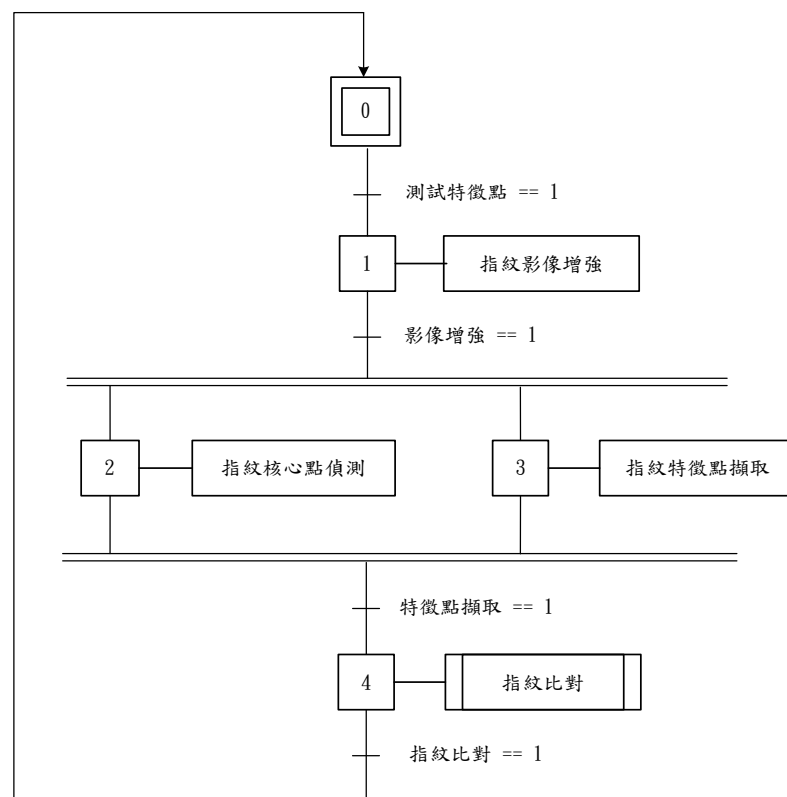 0
測試特徵點 == 1
1
指紋影像增強
影像增強 == 1
2
指紋核心點偵測
3
指紋特徵點擷取
特徵點擷取 == 1
4
指紋比對
指紋比對 == 1